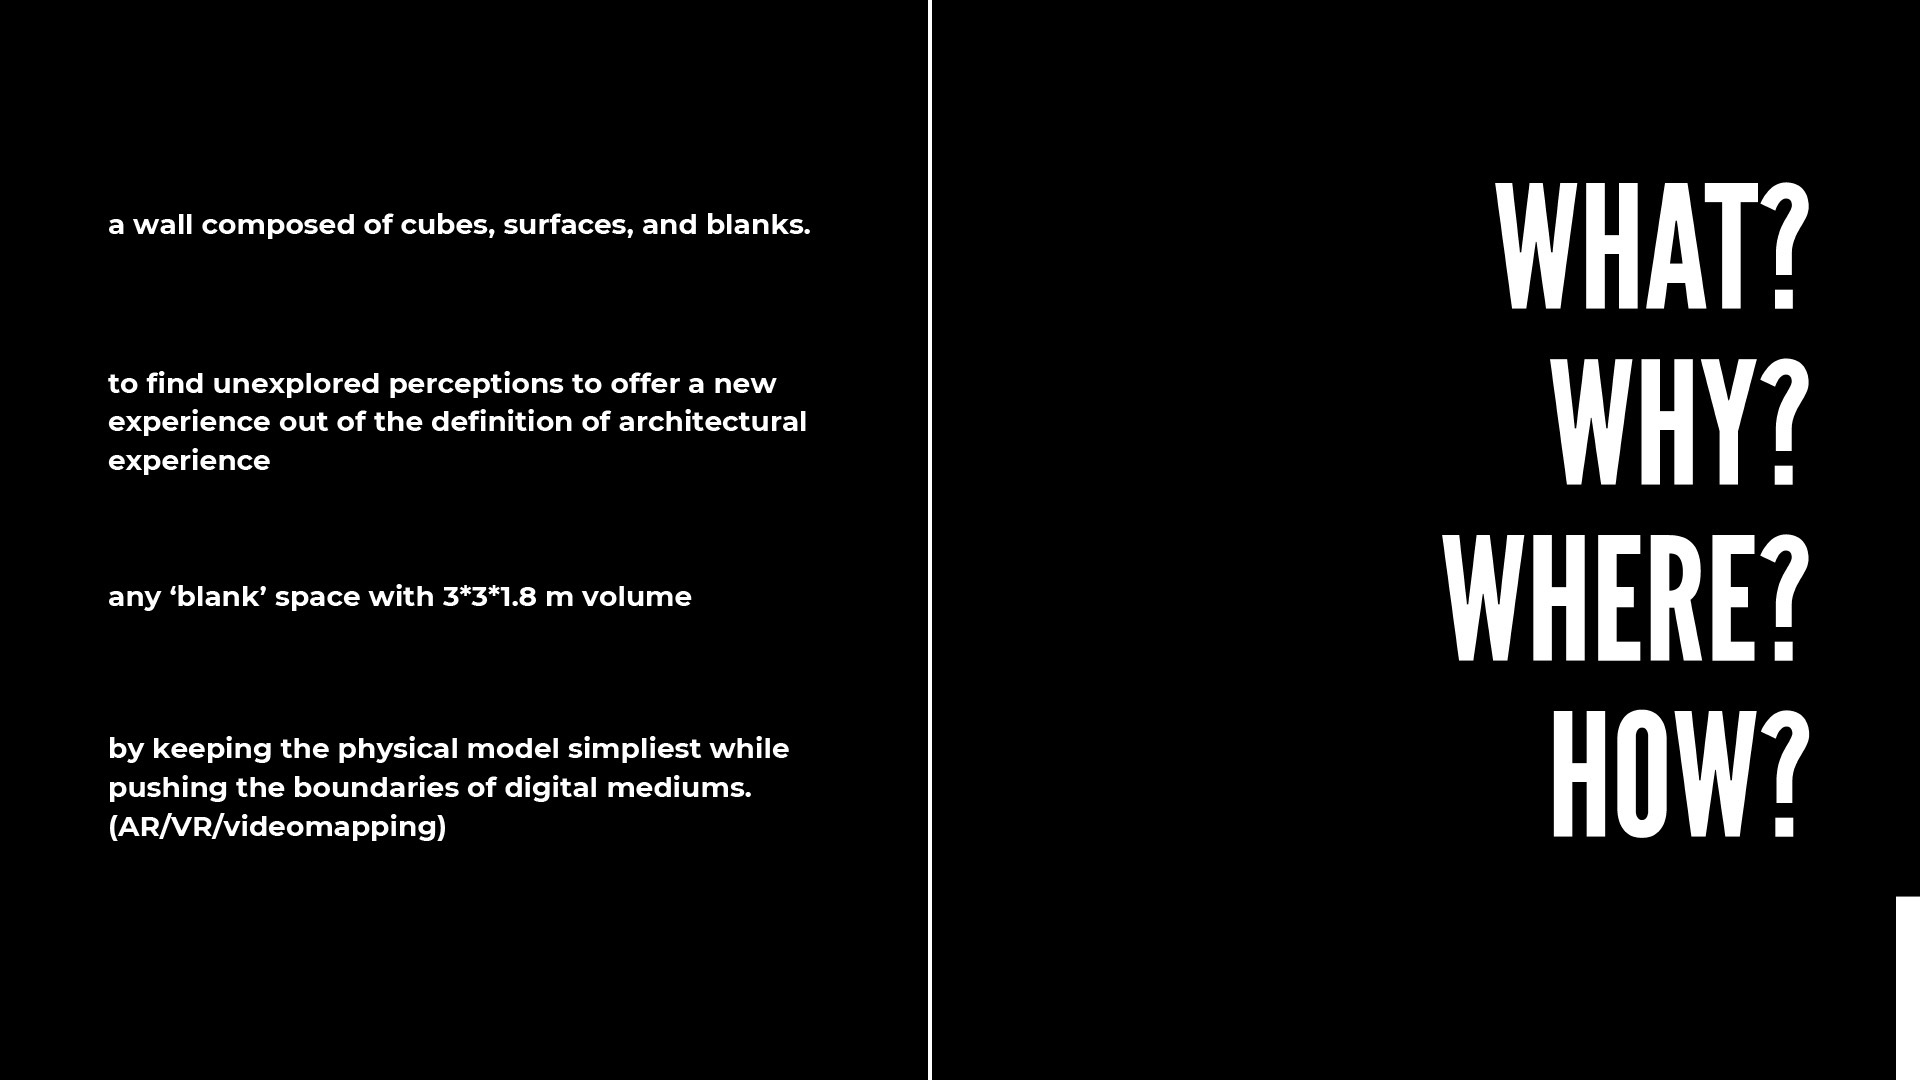 a wall composed of cubes, surfaces, and blanks.
to find unexplored perceptions to offer a new
experience out of the definition of architectural
experience
any ‘blank’ space with 3*3*1.8 m volume
by keeping the physical model simpliest while
pushing the boundaries of digital mediums.
(AR/VR/videomapping)
WHAT?
WHY?
WHERE?
HOW?